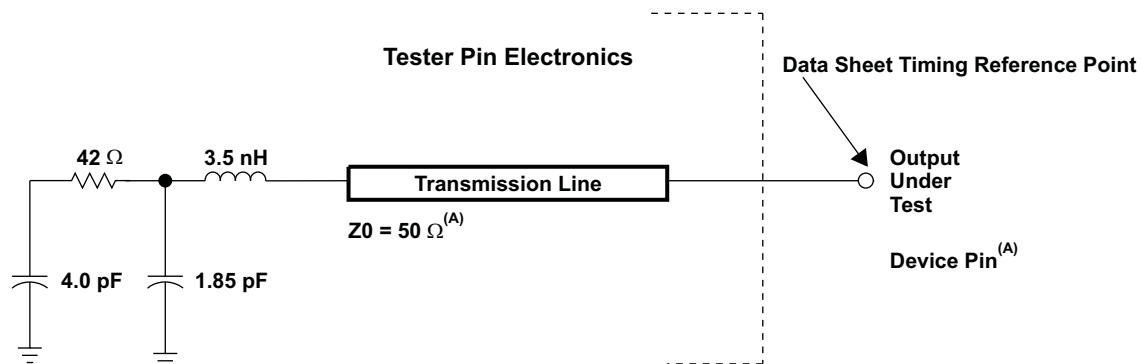 Tester Pin Electronics
Data Sheet Timing Reference Point
42 Ω
3.5 nH
Transmission Line
Output
Under
Test
Z0 = 50 Ω(A)
Device Pin(A)
4.0 pF
1.85 pF